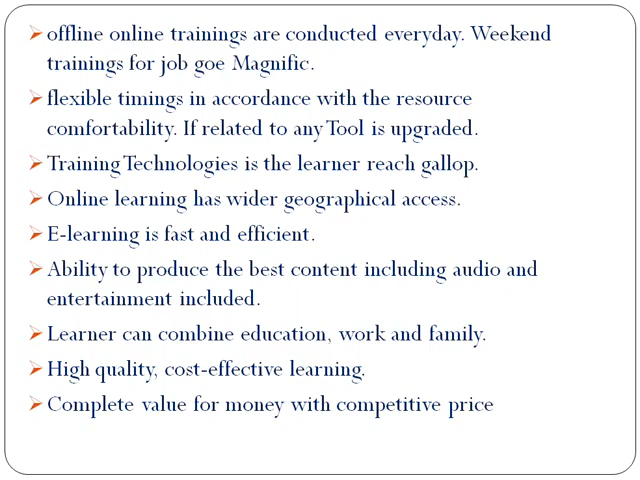 offline online trainings are conducted everyday. Weekend
trainings for job goe Magnific.
flexible timings in accordance with the resource
comfortability. If related to any Tool is upgraded.
Training Technologies is the learner reach gallop.
Online learning has wider geographical access.
E-learning is fast and efficient.
Ability to produce the best content including audio and
entertainment included.
Learner can combine education, work and family.
High quality, cost-effective learning.
Complete value for money with competitive price